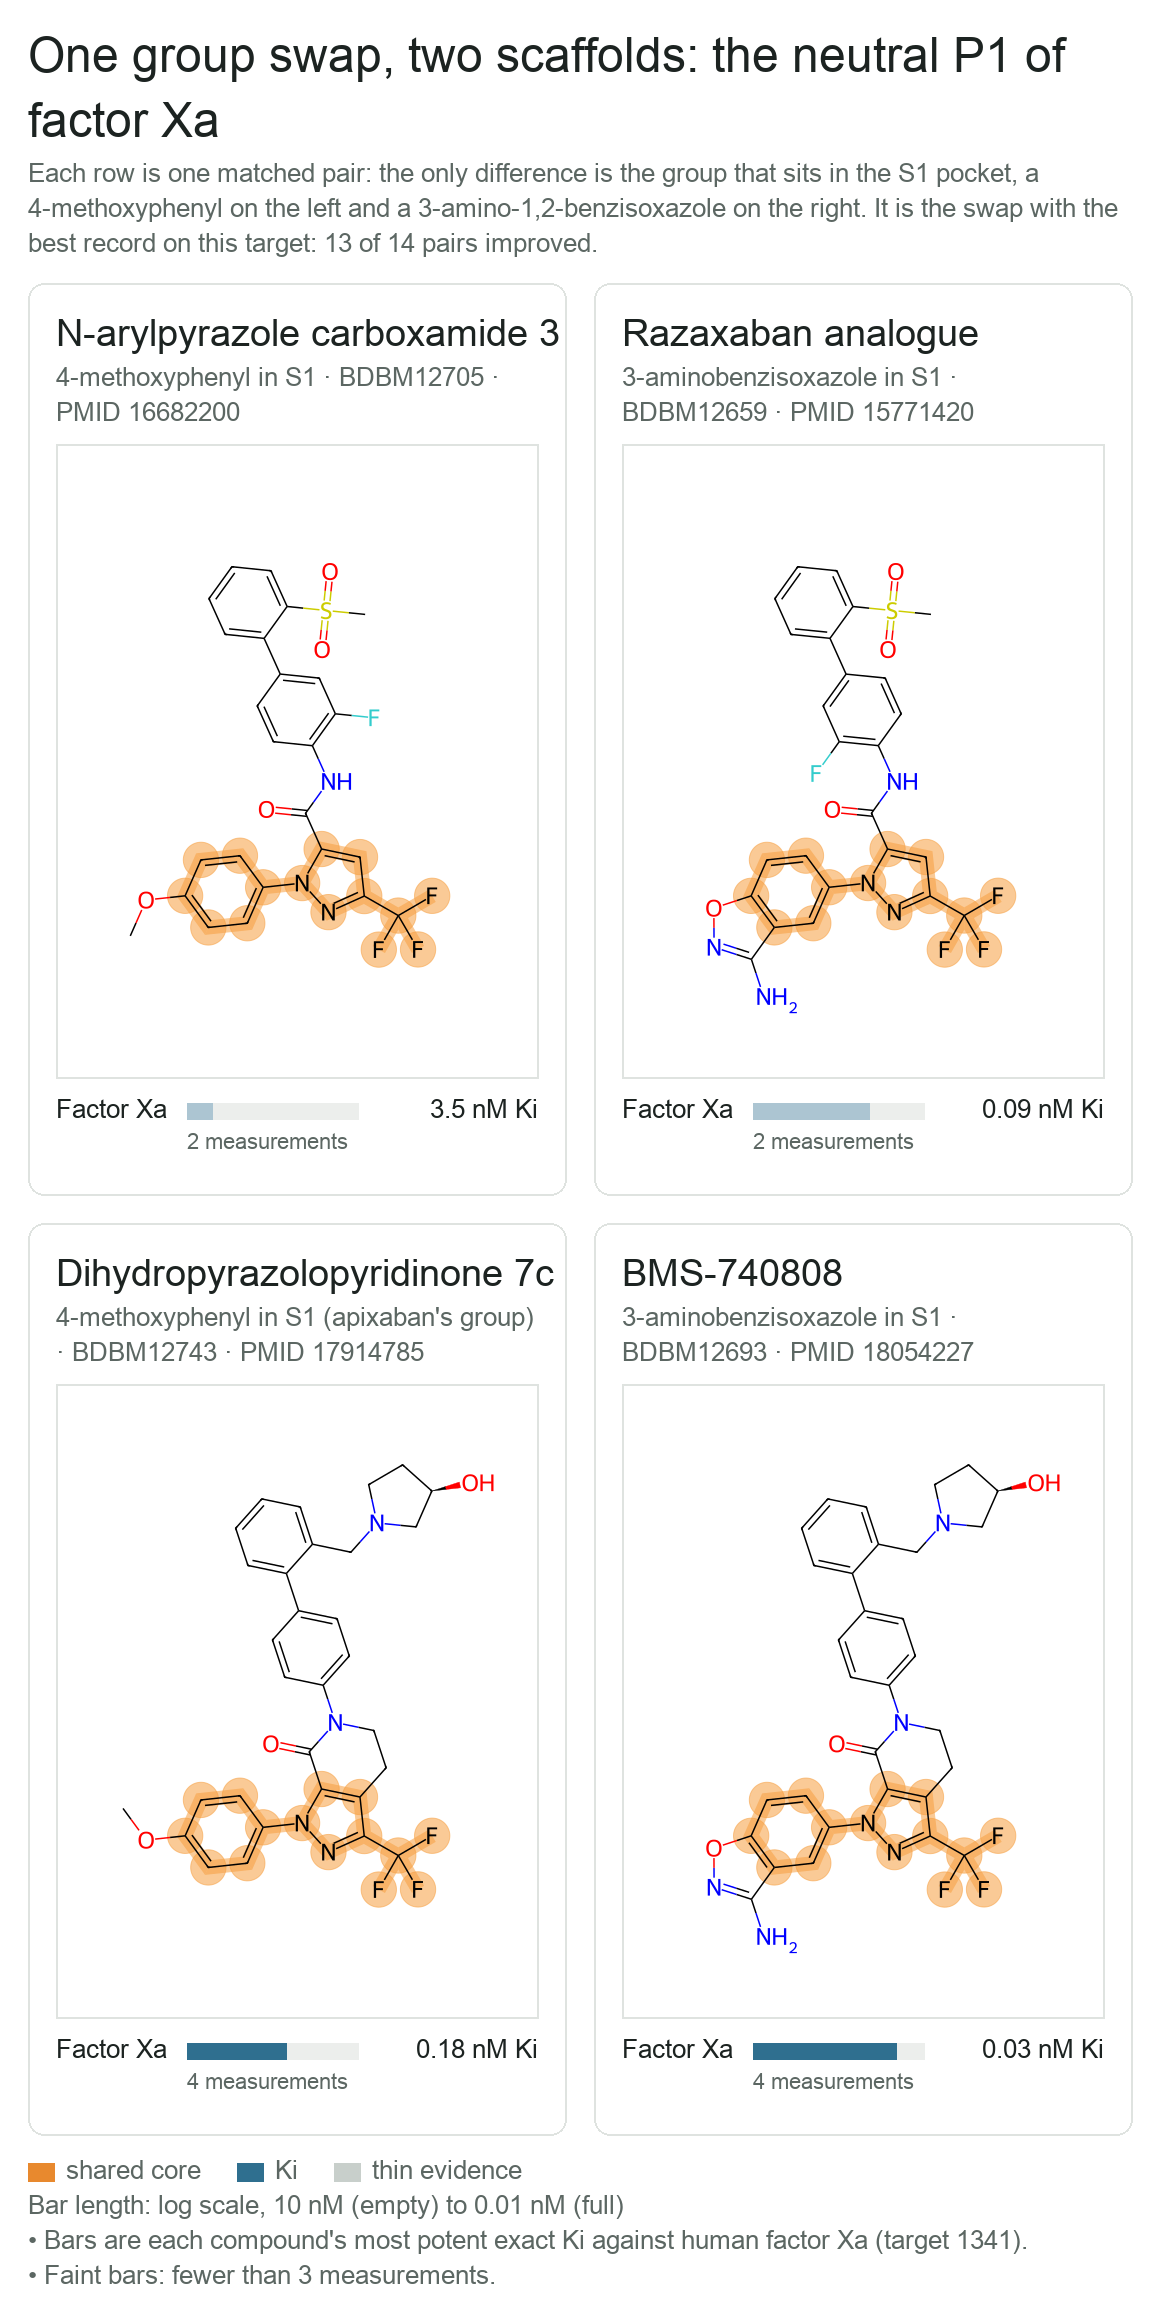 One group swap, two scaffolds: the neutral P1 of
factor Xa
Each row is one matched pair: the only difference is the group that sits in the S1 pocket, a
4-methoxyphenyl on the left and a 3-amino-1,2-benzisoxazole on the right. It is the swap with the
best record on this target: 13 of 14 pairs improved.
N-arylpyrazole carboxamide 3
4-methoxyphenyl in S1 · BDBM12705 ·
PMID 16682200
O
S
O
F
NH
O
N
N
O
F
F
F
Factor Xa
3.5 nM Ki
2 measurements
Razaxaban analogue
3-aminobenzisoxazole in S1 ·
BDBM12659 · PMID 15771420
O
S
O
F
NH
O
N
N
O
N
NH2
F
F
F
Factor Xa
0.09 nM Ki
2 measurements
Dihydropyrazolopyridinone 7c
4-methoxyphenyl in S1 (apixaban's group)
· BDBM12743 · PMID 17914785
OH
N
N
O
N
N
O
F
F
F
Factor Xa
0.18 nM Ki
4 measurements
BMS-740808
3-aminobenzisoxazole in S1 ·
BDBM12693 · PMID 18054227
OH
N
N
O
N
N
O
N
NH2
F
F
F
Factor Xa
0.03 nM Ki
4 measurements
shared core
Ki
thin evidence
Bar length: log scale, 10 nM (empty) to 0.01 nM (full)
• Bars are each compound's most potent exact Ki against human factor Xa (target 1341).
• Faint bars: fewer than 3 measurements.